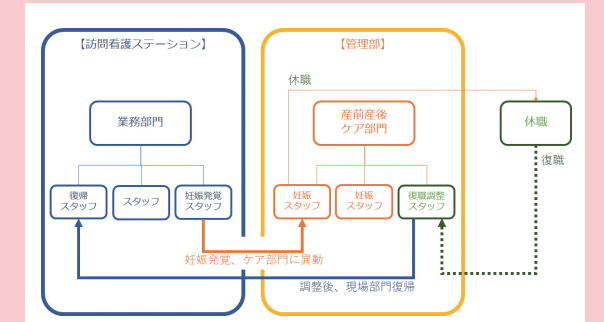 【訪問看護ステーション】
【管理部】
休職
業務部門
産前産後
ケア部門
休職
復職
復帰
スタッフ
スタッフ
妊娠発覚
スタッフ
妊娠
スタッフ
妊娠
スタッフ
復職調整
スタッフ
妊娠発覚、ケア部門に異動
調整後、現場部門復帰